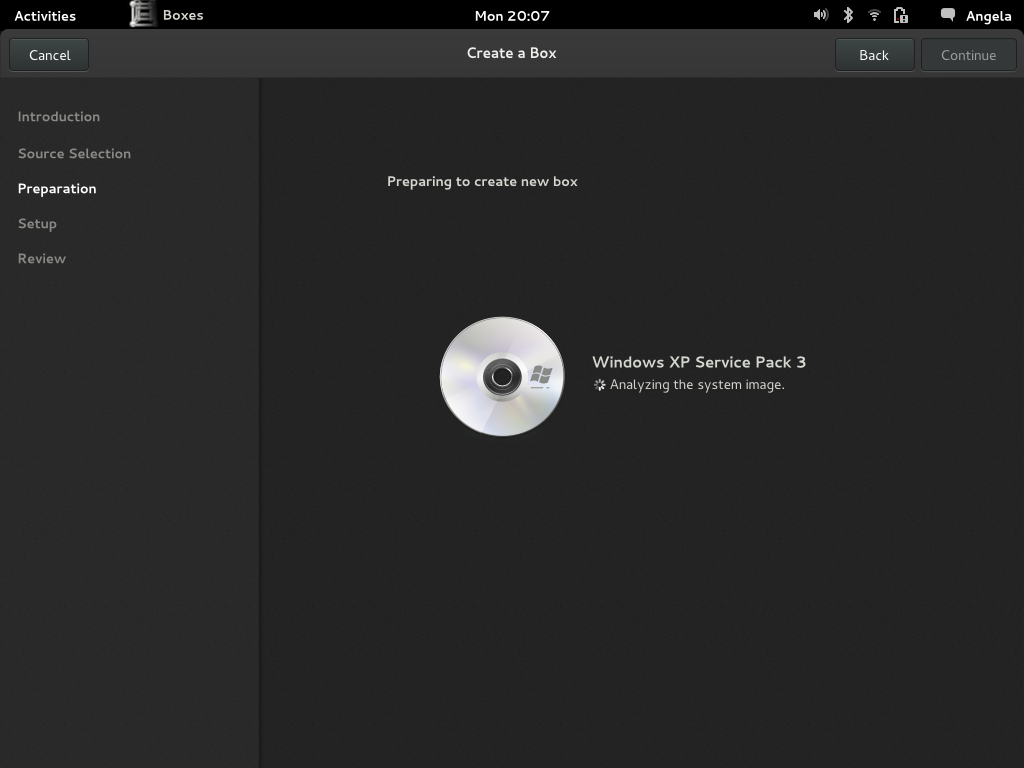 Activities
Boxes
Mon 20:07
Angela
Cancel
Create a Box
Back
Continue
Introduction
Source Selection
Preparation
Setup
Review
Preparing to create new box
Windows XP Service Pack 3
Analyzing the system image.